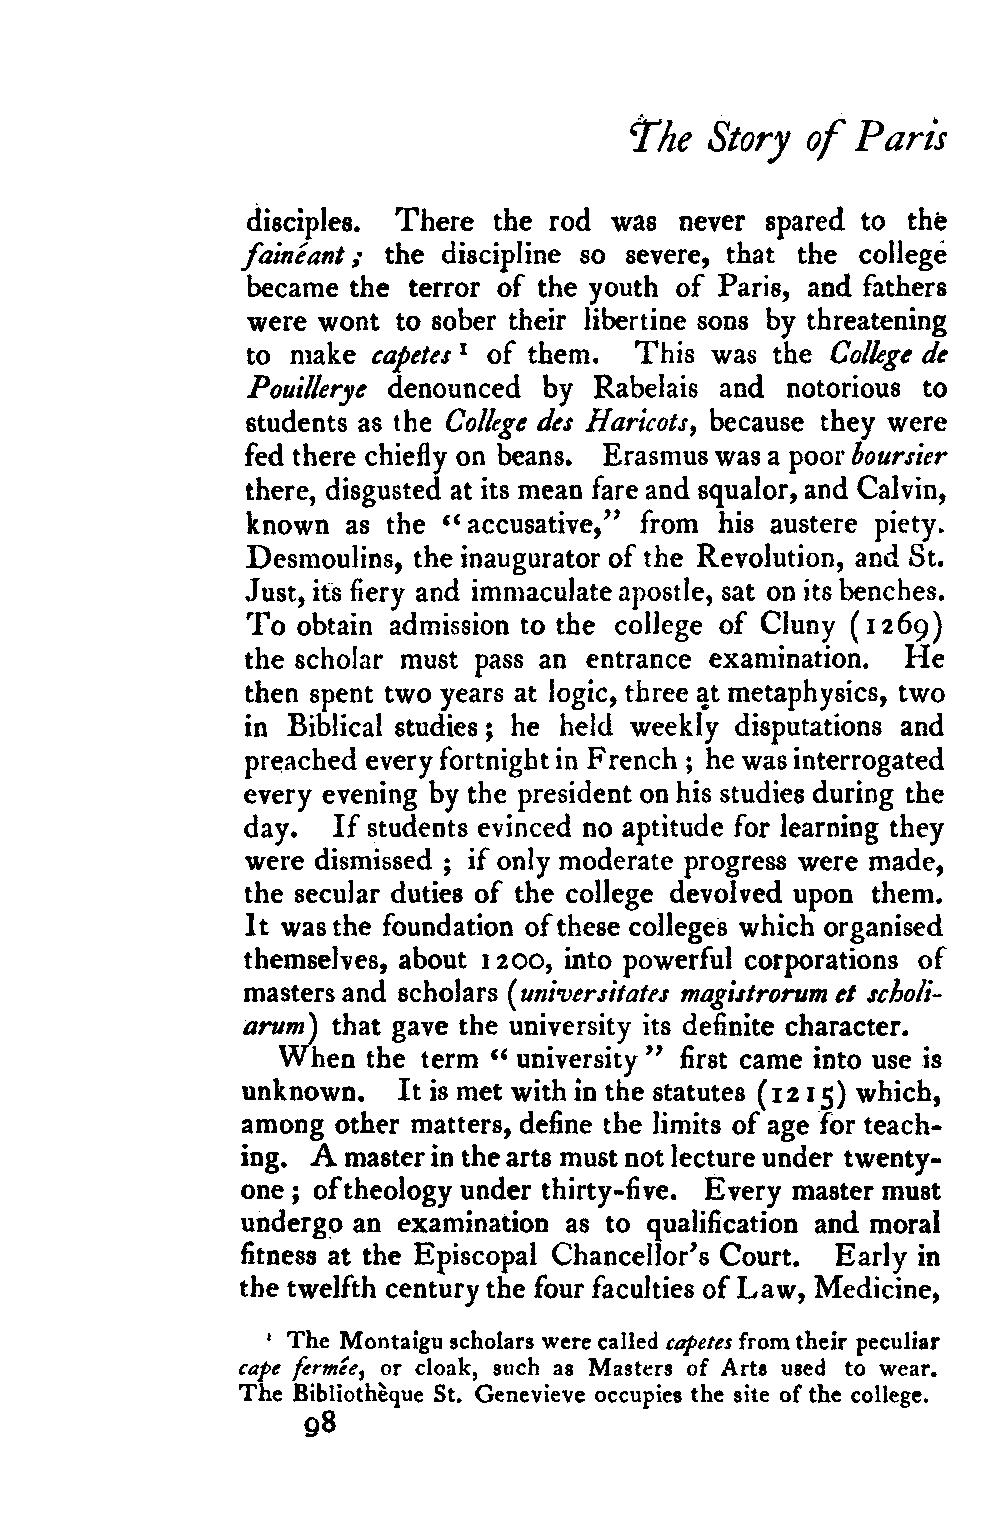 The Story of Paris
disciples. There the rod was never spared to the
fainéant; the discipline so severe, that the college
became the terror of the youth of Paris, and fathers
were wont to sober their libertine sons by threatening
to make capetes¹ of them. This was the College de
Pouillerye denounced by Rabelais and notorious to
students as the College des Haricots, because they were
fed there chiefly on beans. Erasmus was a poor boursier
there, disgusted at its mean fare and squalor, and Calvin,
known as the “accusative,” from his austere piety.
Desmoulins, the inaugurator of the Revolution, and St.
Just, its fiery and immaculate apostle, sat on its benches.
To obtain admission to the college of Cluny (1269)
the scholar must pass an entrance examination. He
then spent two years at logic, three at metaphysics, two
in Biblical studies; he held weekly disputations and
preached every fortnight in French; he was interrogated
every evening by the president on his studies during the
day. If students evinced no aptitude for learning they
were dismissed; if only moderate progress were made,
the secular duties of the college devolved upon them.
It was the foundation of these colleges which organised
themselves, about 1200, into powerful corporations of
masters and scholars (universitates magistrorum et scholi-
arum) that gave the university its definite character.
When the term “university” first came into use is
unknown. It is met with in the statutes (1215) which,
among other matters, define the limits of age for teach-
ing. A master in the arts must not lecture under twenty-
one; of theology under thirty-five. Every master must
undergo an examination as to qualification and moral
fitness at the Episcopal Chancellor’s Court. Early in
the twelfth century the four faculties of Law, Medicine,
¹ The Montaigu scholars were called capetes from their peculiar
cape fermée, or cloak, such as Masters of Arts used to wear.
The Bibliothèque St. Genevieve occupies the site of the college.
98